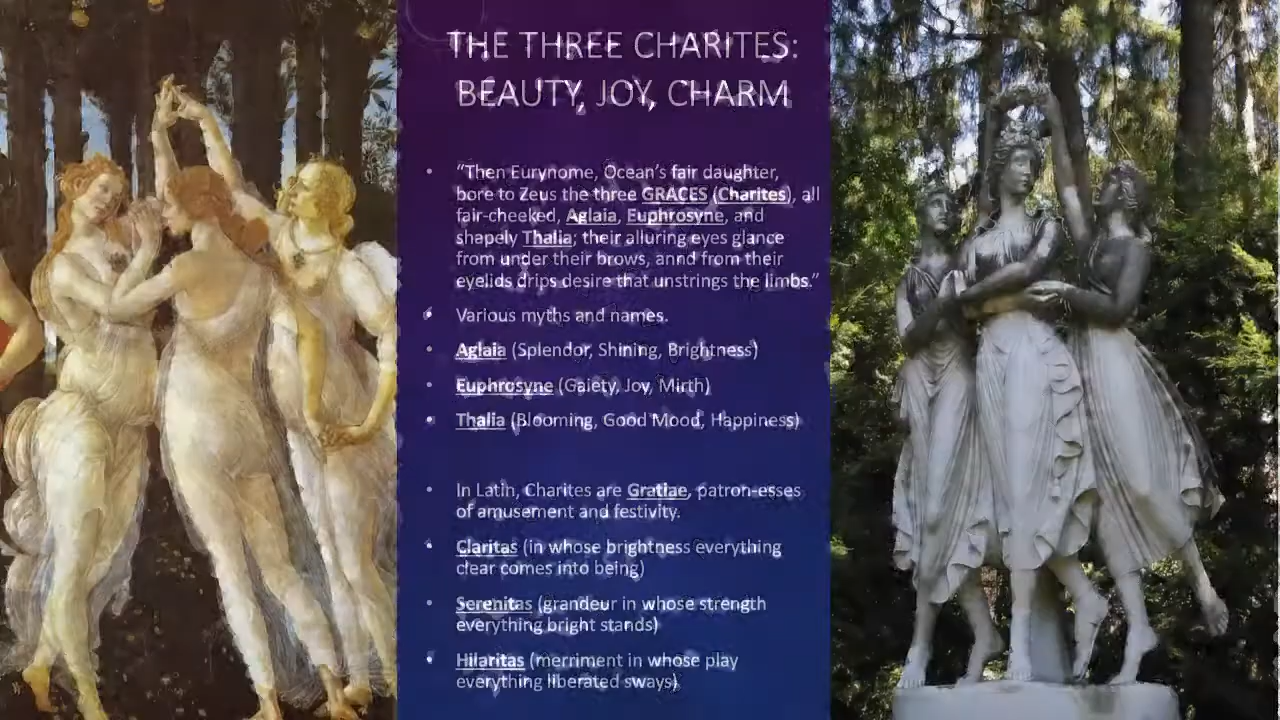 THE THREE CHARITES:
BEAUTY, JOY, CHARM
• “Then Eurynome, Ocean’s fair daughter,
bore to Zeus the three GRACES (Charites), all
fair-cheeked, Aglaia, Euphrosyne, and
shapely Thalia; their alluring eyes glance
from under their brows, annd from their
eyelids drips desire that unstrings the limbs.”
• Various myths and names.
• Aglaia (Splendor, Shining, Brightness)
• Euphrosyne (Gaiety, Joy, Mirth)
• Thalia (Blooming, Good Mood, Happiness)
• In Latin, Charites are Gratiae, patron-esses
of amusement and festivity.
• Claritas (in whose brightness everything
clear comes into being)
• Serenitas (grandeur in whose strength
everything bright stands)
• Hilaritas (merriment in whose play
everything liberated sways).